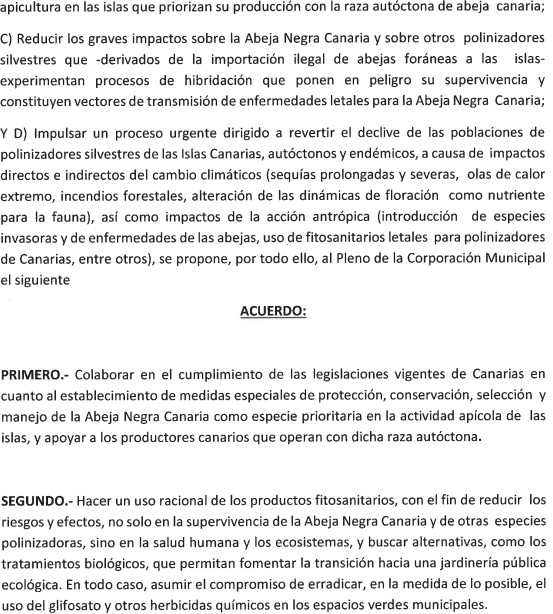 apicultura en las islas que priorizan su producción con la raza autóctona de abeja canaria;
C) Reducir los graves impactos sobre la Abeja Negra Canaria y sobre otros polinizadores
silvestres que -derivados de la importación ilegal de abejas foráneas a las islas-
experimentan procesos de hibridación que ponen en peligro su supervivencia y
constituyen vectores de transmisión de enfermedades letales para la Abeja Negra Canaria;
Y D) Impulsar un proceso urgente dirigido a revertir el declive de las poblaciones de
polinizadores silvestres de las Islas Canarias, autóctonos y endémicos, a causa de impactos
directos e indirectos del cambio climáticos (sequías prolongadas y severas, olas de calor
extremo, incendios forestales, alteración de las dinámicas de floración como nutriente
para la fauna), así como impactos de la acción antrópica (introducción de especies
invasoras y de enfermedades de las abejas, uso de fitosanitarios letales para polinizadores
de Canarias, entre otros), se propone, por todo ello, al Pleno de la Corporación Municipal
el siguiente
ACUERDO:
PRIMERO.- Colaborar en el cumplimiento de las legislaciones vigentes de Canarias en
cuanto al establecimiento de medidas especiales de protección, conservación, selección y
manejo de la Abeja Negra Canaria como especie prioritaria en la actividad apícola de las
islas, y apoyar a los productores canarios que operan con dicha raza autóctona.
SEGUNDO.- Hacer un uso racional de los productos fitosanitarios, con el fin de reducir los
riesgos y efectos, no solo en la supervivencia de la Abeja Negra Canaria y de otras especies
polinizadoras, sino en la salud humana y los ecosistemas, y buscar alternativas, como los
tratamientos biológicos, que permitan fomentar la transición hacia una jardinería pública
ecológica. En todo caso, asumir el compromiso de erradicar, en la medida de lo posible, el
uso del glifosato y otros herbicidas químicos en los espacios verdes municipales.